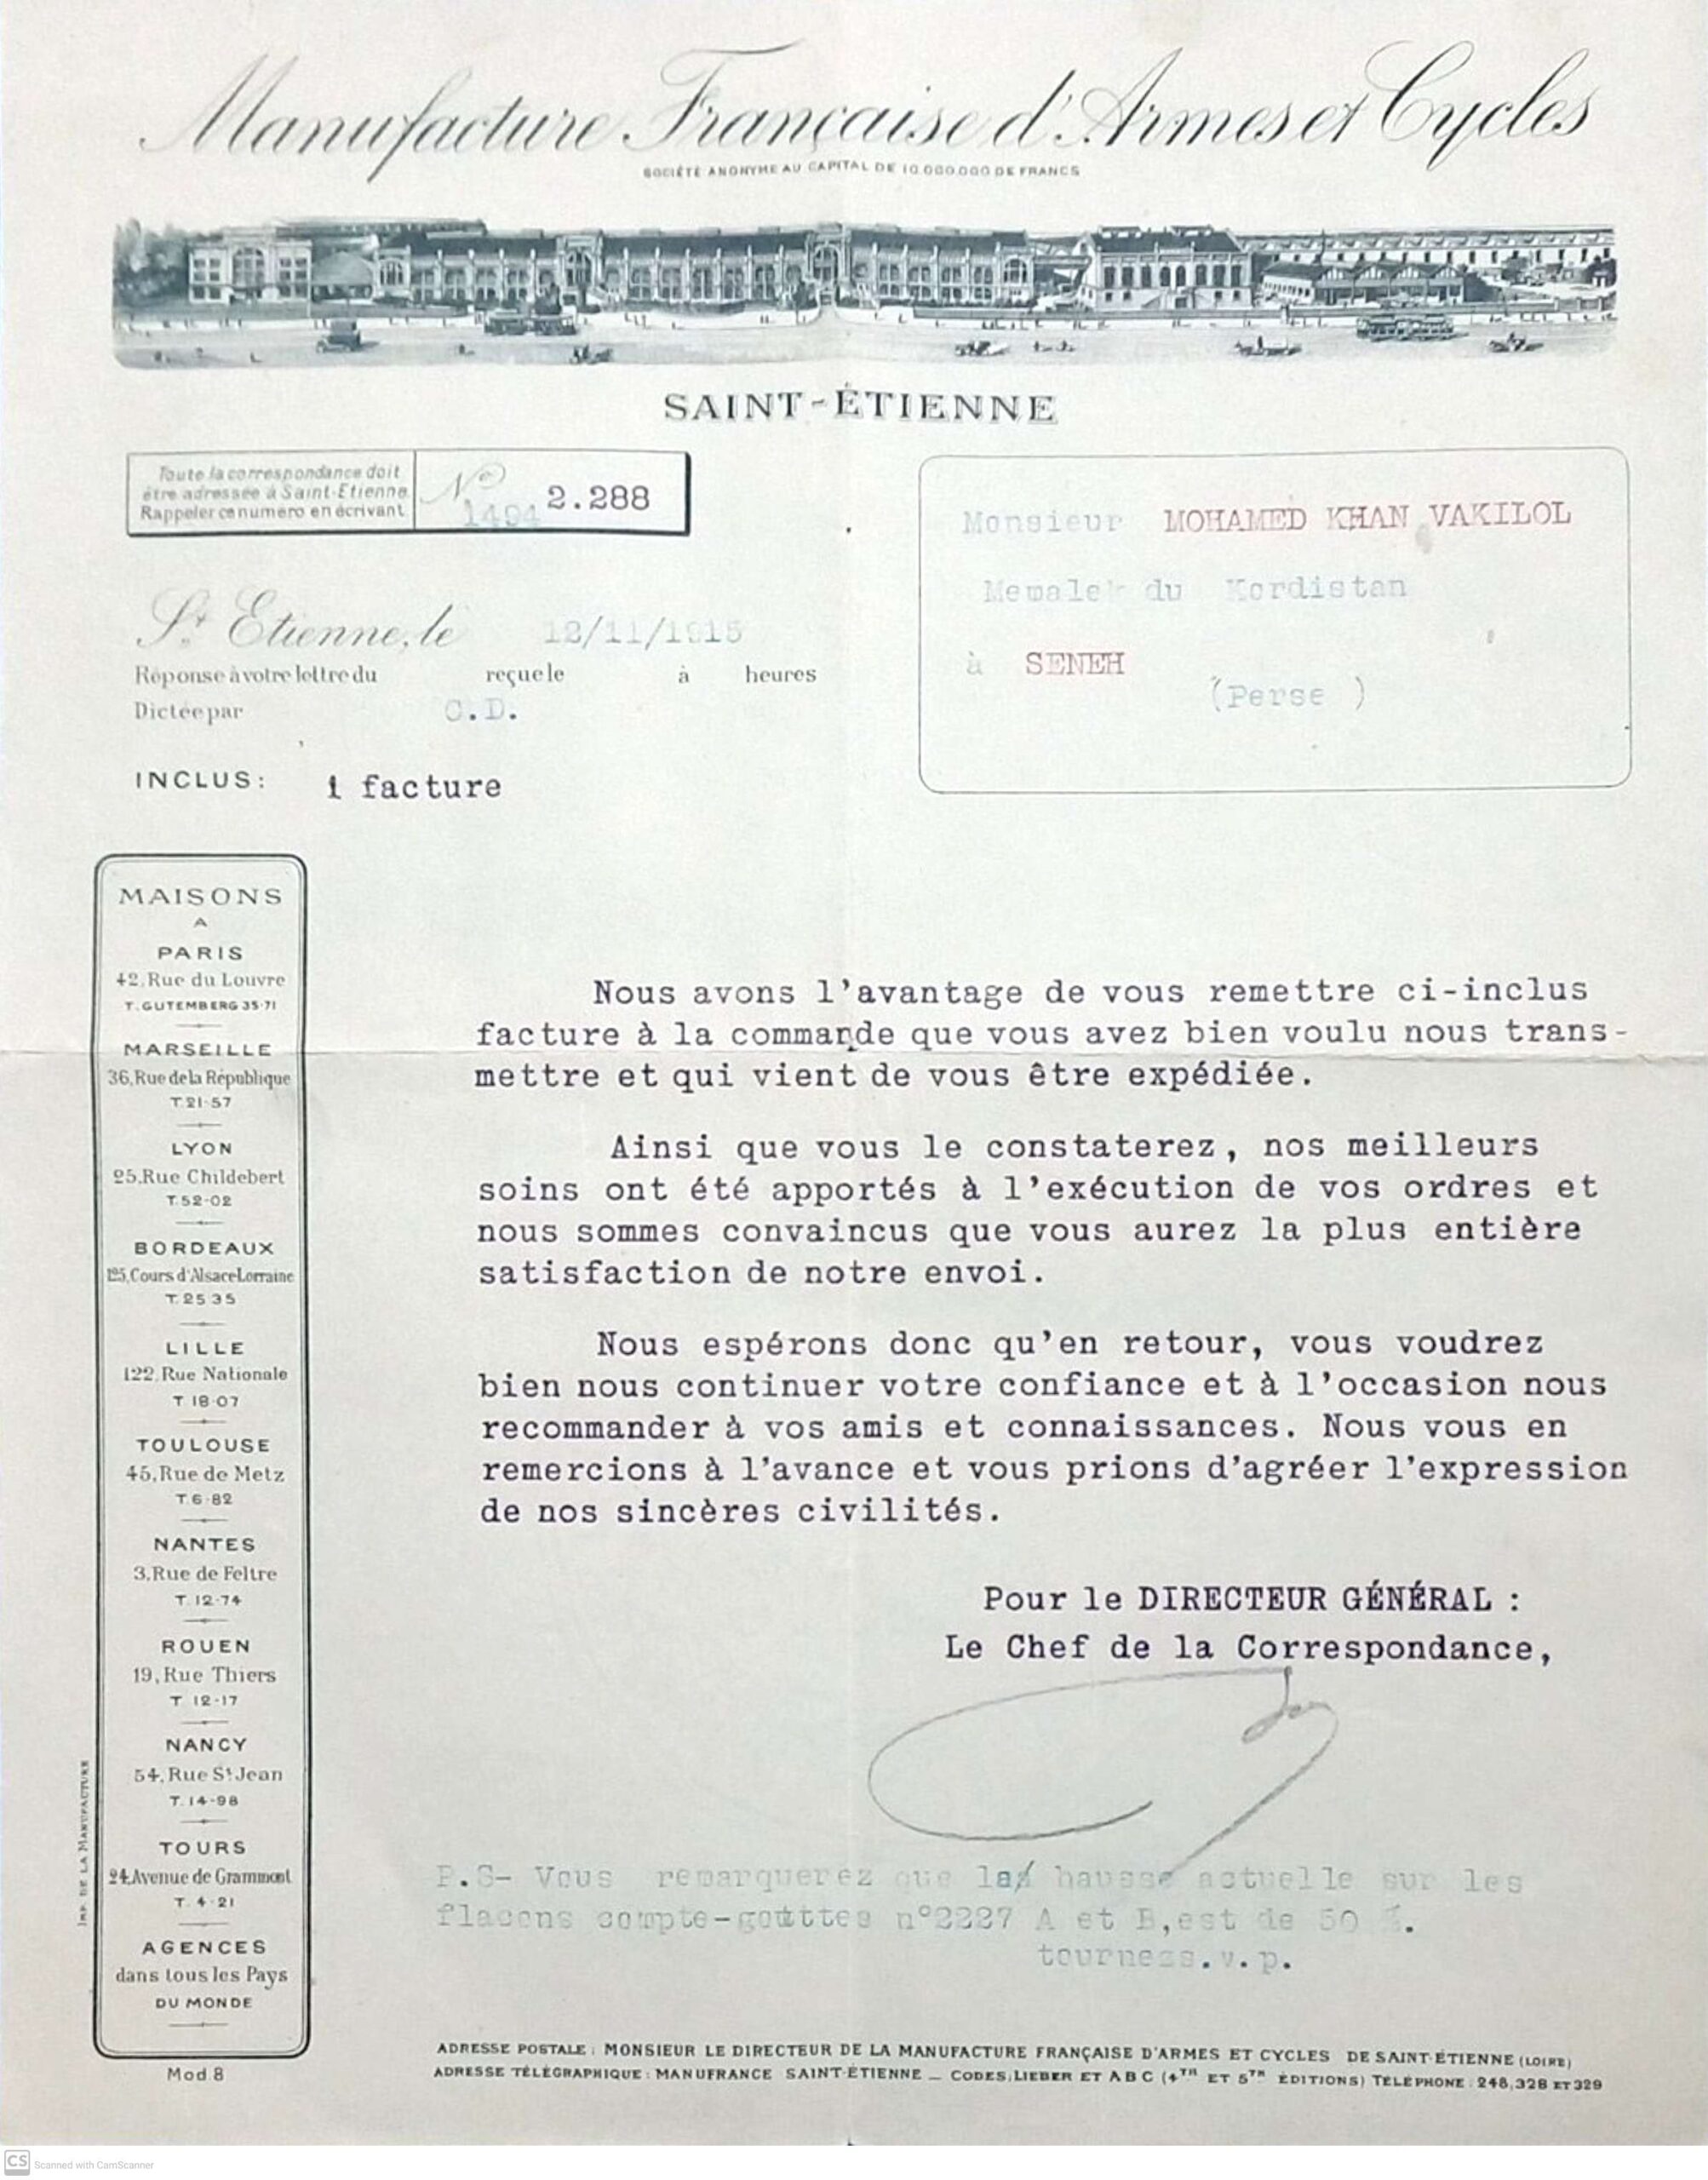 Manufacture Française d'Armes et Cycles
SOCIÉTÉ ANONYME AU CAPITAL DE 10.000.000 DE FRANCS
SAINT-ÉTIENNE
Toute la correspondance doit
être adressée à Saint-Etienne
Rappeler ce numéro en écrivant
No
1494 2.288
Monsieur MOHAMED KHAN VAKILOL
Memalek du Kordistan
à SENEH
(Perse )
St Etienne, le 12/11/1915
Réponse à votre lettre du reçue le à heures
Dictée par C.D.
INCLUS: 1 facture
MAISONS
A
PARIS
42, Rue du Louvre
T. GUTEMBERG 35-71
MARSEILLE
36, Rue de la République
T. 21-57
LYON
25, Rue Childebert
T. 52-02
BORDEAUX
125, Cours d'Alsace Lorraine
T. 25 35
LILLE
122, Rue Nationale
T. 18-07
TOULOUSE
45, Rue de Metz
T. 6-82
NANTES
3, Rue de Feltre
T. 12-74
ROUEN
19, Rue Thiers
T. 12-17
NANCY
54, Rue St Jean
T. 14-98
TOURS
24 Avenue de Grammont
T. 4-21
AGENCES
dans tous les Pays
DU MONDE
Mod. 8
IMP. DE LA MANUFACTURE
Nous avons l'avantage de vous remettre ci-inclus
facture à la commande que vous avez bien voulu nous trans-
mettre et qui vient de vous être expédiée.
Ainsi que vous le constaterez, nos meilleurs
soins ont été apportés à l'exécution de vos ordres et
nous sommes convaincus que vous aurez la plus entière
satisfaction de notre envoi.
Nous espérons donc qu'en retour, vous voudrez
bien nous continuer votre confiance et à l'occasion nous
recommander à vos amis et connaissances. Nous vous en
remercions à l'avance et vous prions d'agréer l'expression
de nos sincères civilités.
Pour le DIRECTEUR GÉNÉRAL :
Le Chef de la Correspondance,
P.S- Vous remarquerez que la hausse actuelle sur les
flacons compte-gouttes n°2227 A et B,est de 50 %.
tournez s.v.p.
ADRESSE POSTALE : MONSIEUR LE DIRECTEUR DE LA MANUFACTURE FRANÇAISE D'ARMES ET CYCLES DE SAINT-ÉTIENNE (LOIRE)
ADRESSE TÉLÉGRAPHIQUE : MANUFRANCE SAINT-ÉTIENNE _ CODES, LIEBER ET A B C (4TH ET 5TH ÉDITIONS) TÉLÉPHONE : 248, 328 ET 329
CS Scanned with CamScanner